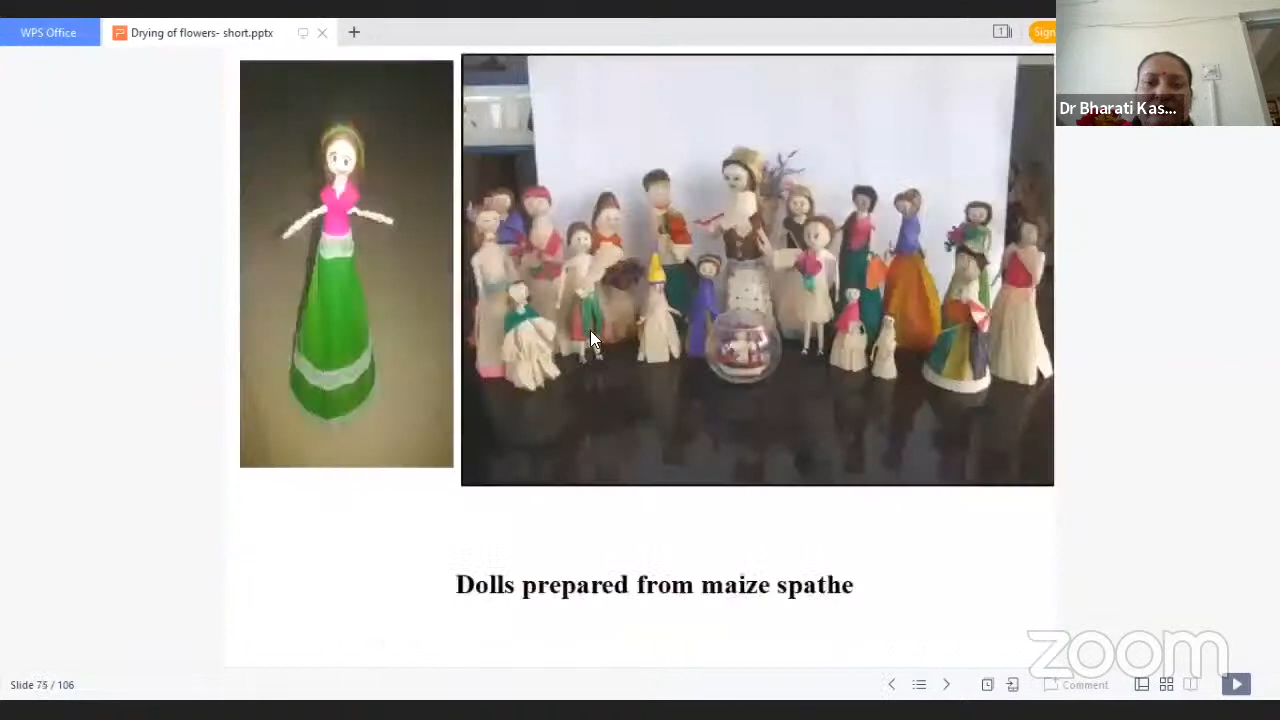 WPS Office
Drying of flowers- short.pptx
1
Sign
Dr Bharati Kas...
Dolls prepared from maize spathe
zoom
Slide 75 / 106
Comment